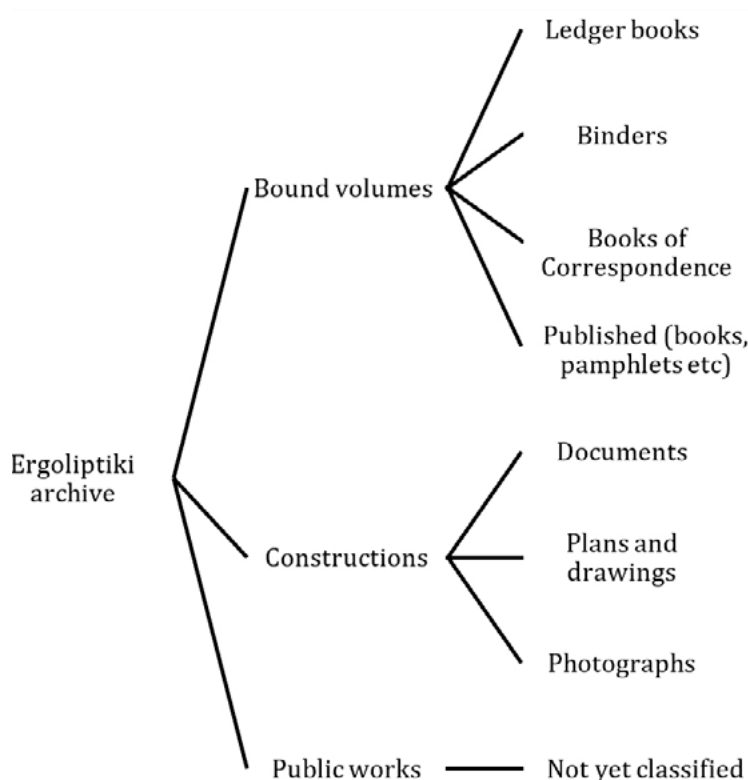 Ledger books
Binders
Bound volumes
Books of
Correspondence
Published (books,
pamphlets etc)
Ergoliptiki
archive
Documents
Constructions
Plans and
drawings
Photographs
Public works
Not yet classified